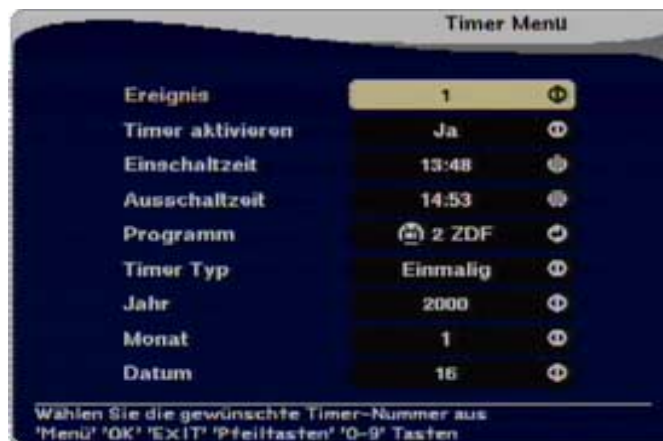 Timer Menü
Ereignis 1
Timer aktivieren Ja
Einschaltzeit 13:48
Ausschaltzeit 14:53
Programm 2 ZDF
Timer Typ Einmalig
Jahr 2000
Monat 1
Datum 16
Wählen Sie die gewünschte Timer-Nummer aus
'Menü' 'OK' 'EXIT' 'Pfeiltasten' '0-9' Tasten